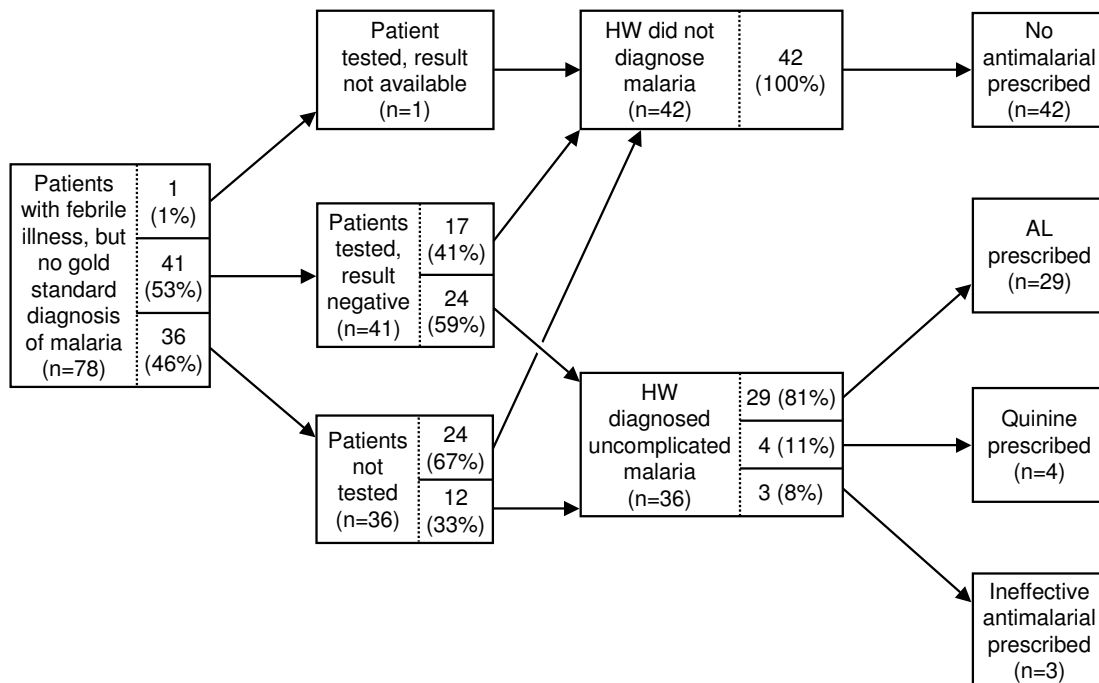 Patients
with febrile
illness, but
no gold
standard
diagnosis
of malaria
(n=78)
1
(1%)
41
(53%)
36
(46%)
Patient
tested, result
not available
(n=1)
Patients
tested,
result
negative
(n=41)
17
(41%)
24
(59%)
Patients
not
tested
(n=36)
24
(67%)
12
(33%)
HW did not
diagnose
malaria
(n=42)
42
(100%)
HW
diagnosed
uncomplicated
malaria
(n=36)
29 (81%)
4 (11%)
3 (8%)
No
antimalarial
prescribed
(n=42)
AL
prescribed
(n=29)
Quinine
prescribed
(n=4)
Ineffective
antimalarial
prescribed
(n=3)